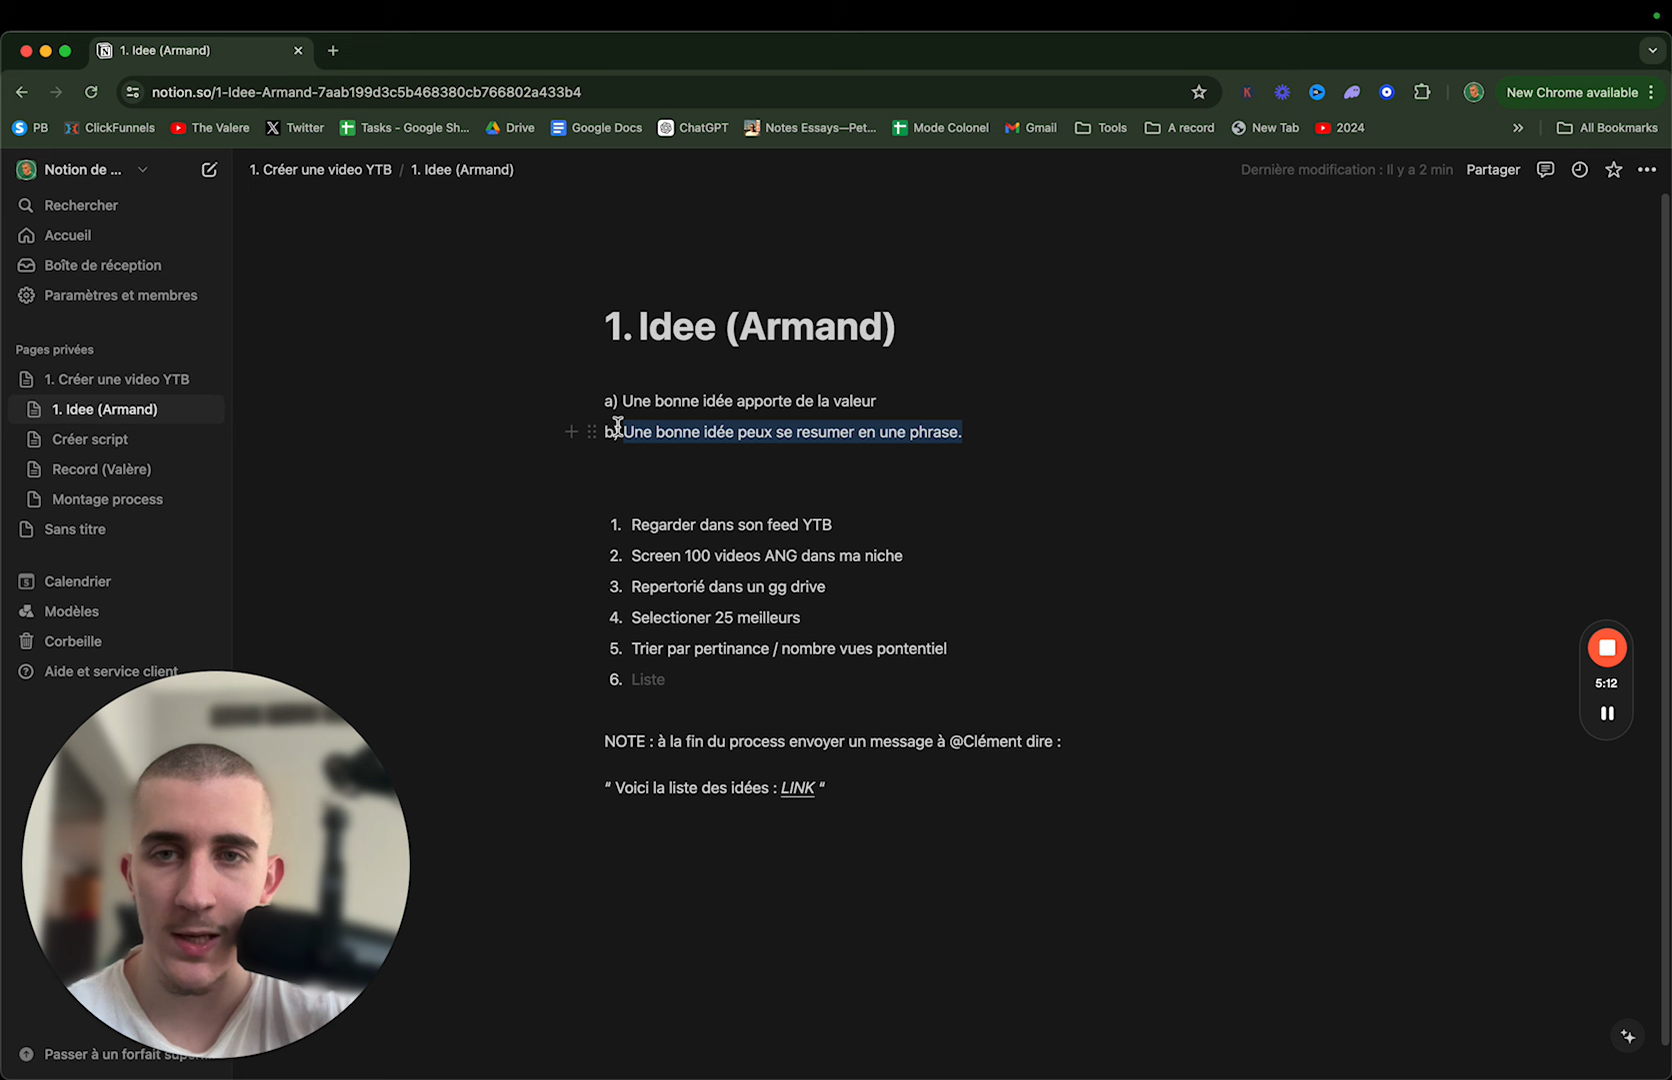 1. Idee (Armand)
notion.so/1-Idee-Armand-7aab199d3c5b468380cb766802a433b4
K
New Chrome available
PB
ClickFunnels
The Valere
Twitter
Tasks - Google Sh...
Drive
Google Docs
ChatGPT
Notes Essays—Pet...
Mode Colonel
Gmail
Tools
A record
New Tab
2024
All Bookmarks
Notion de ...
1. Créer une video YTB / 1. Idee (Armand)
Dernière modification : Il y a 2 min
Partager
Rechercher
Accueil
Boîte de réception
Paramètres et membres
Pages privées
1. Créer une video YTB
1. Idee (Armand)
Créer script
Record (Valère)
Montage process
Sans titre
Calendrier
Modèles
Corbeille
Aide et service client
Passer à un forfait
1. Idee (Armand)
a) Une bonne idée apporte de la valeur
b) Une bonne idée peux se resumer en une phrase.
1. Regarder dans son feed YTB
2. Screen 100 videos ANG dans ma niche
3. Repertorié dans un gg drive
4. Selectioner 25 meilleurs
5. Trier par pertinance / nombre vues pontentiel
6. Liste
NOTE : à la fin du process envoyer un message à @Clément dire :
“ Voici la liste des idées : LINK “
5:12